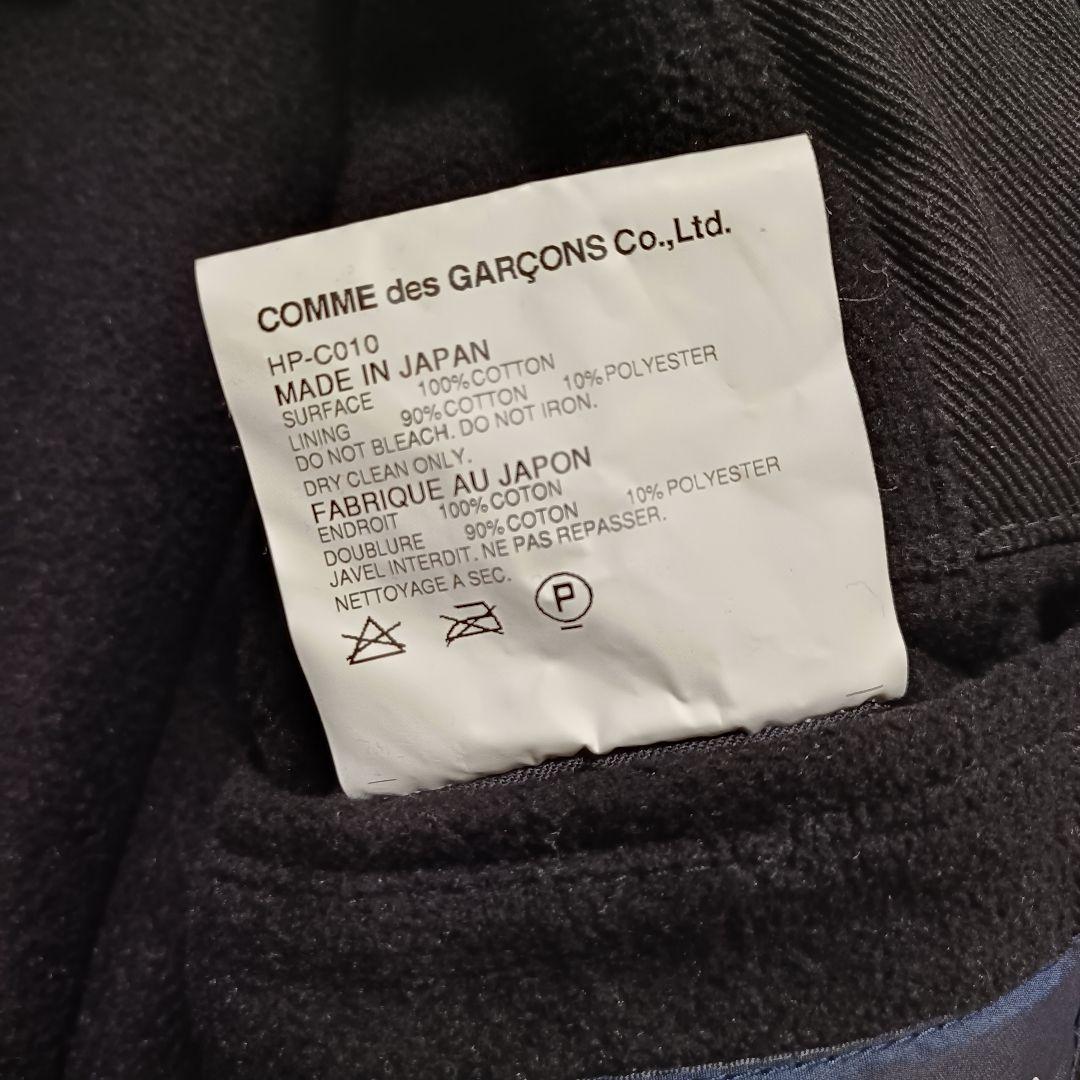 COMME des GARÇONS Co.,Ltd.
HP-C010
MADE IN JAPAN
SURFACE 100%COTTON
LINING 90%COTTON 10%POLYESTER
DO NOT BLEACH. DO NOT IRON.
DRY CLEAN ONLY.
FABRIQUE AU JAPON
ENDROIT 100%COTON
DOUBLURE 90%COTON 10%POLYESTER
JAVEL INTERDIT. NE PAS REPASSER.
NETTOYAGE A SEC.
P